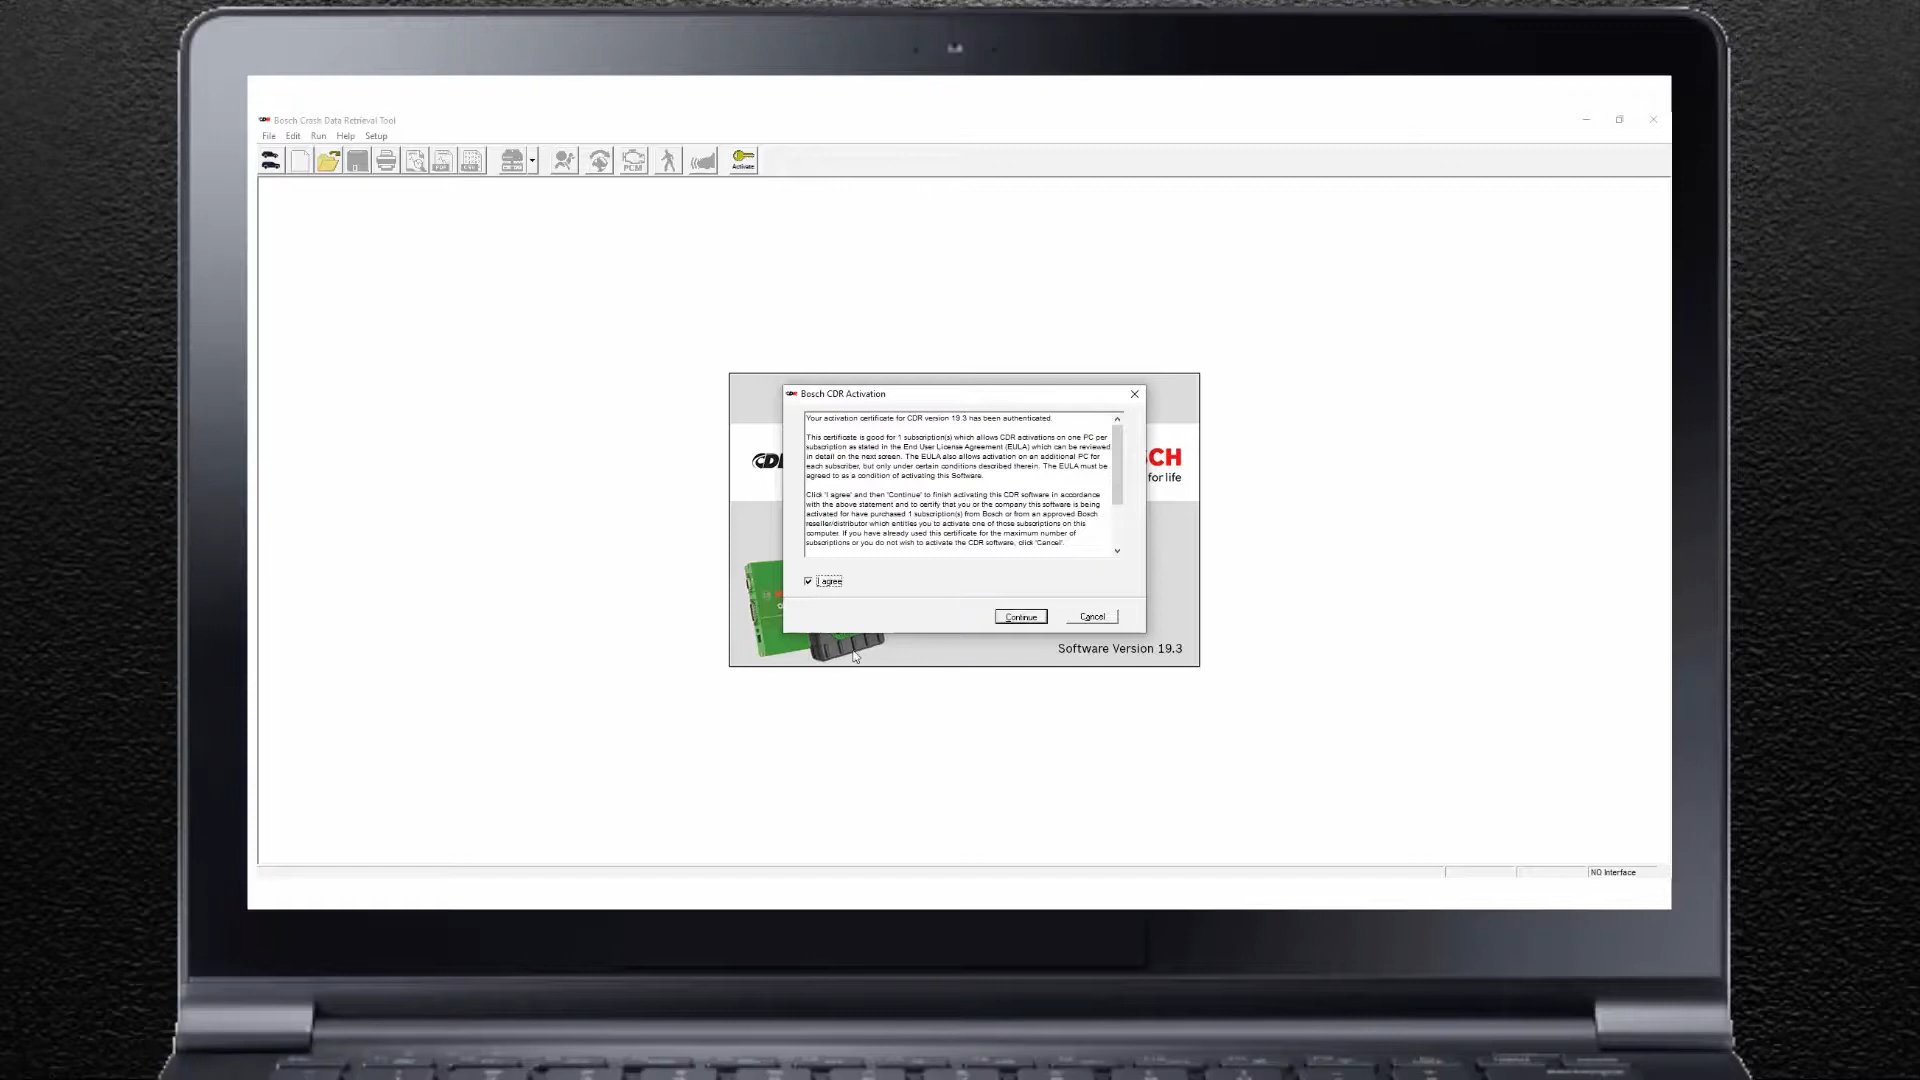 CDR Bosch Crash Data Retrieval Tool
File Edit Run Help Setup
PDF
PCM
Activate
CDR Bosch CDR Activation
Your activation certificate for CDR version 19.3 has been authenticated.
This certificate is good for 1 subscription(s) which allows CDR activations on one PC per
subscription as stated in the End User License Agreement (EULA) which can be reviewed
in detail on the next screen. The EULA also allows activation on an additional PC for
each subscriber, but only under certain conditions described therein. The EULA must be
agreed to as a condition of activating this Software.
Click 'I agree' and then 'Continue' to finish activating this CDR software in accordance
with the above statement and to certify that you or the company this software is being
activated for have purchased 1 subscription(s) from Bosch or from an approved Bosch
reseller/distributor which entitles you to activate one of those subscriptions on this
computer. If you have already used this certificate for the maximum number of
subscriptions or you do not wish to activate the CDR software, click 'Cancel'.
I agree
Continue Cancel
CD
SCH
for life
Software Version 19.3
NO Interface